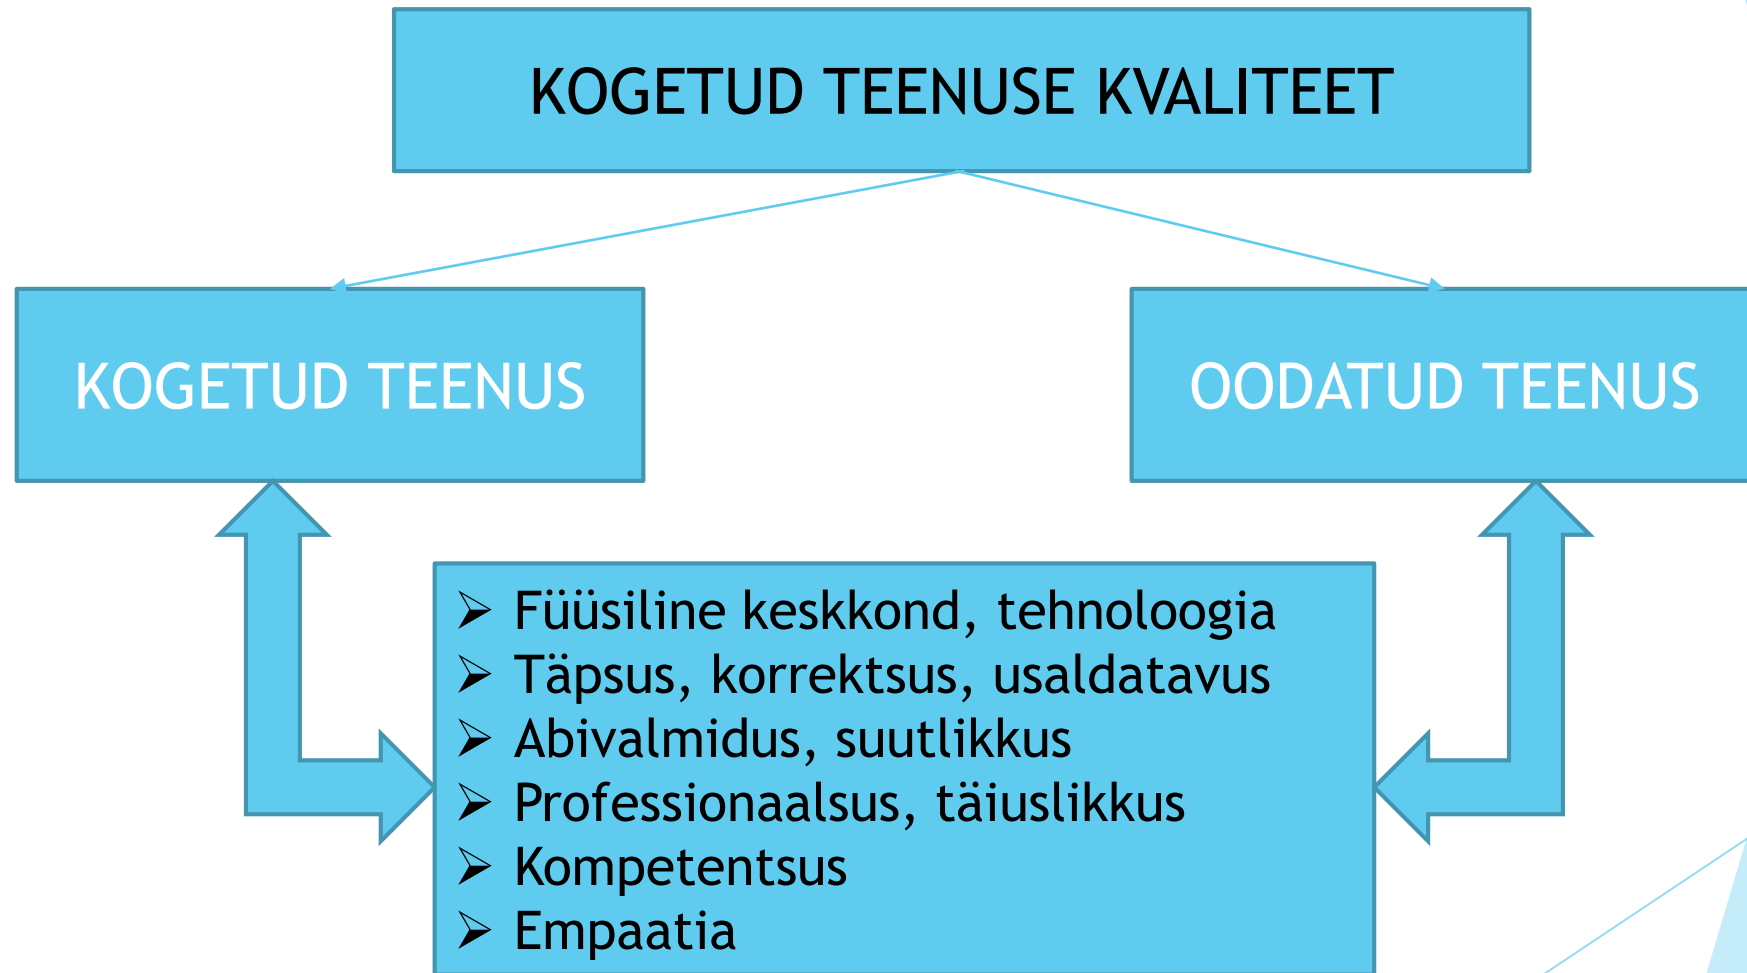 KOGETUD TEENUSE KVALITEET
KOGETUD TEENUS
OODATUD TEENUS
➢ Füüsiline keskkond, tehnoloogia
➢ Täpsus, korrektsus, usaldatavus
➢ Abivalmidus, suutlikkus
➢ Professionaalsus, täiuslikkus
➢ Kompetentsus
➢ Empaatia